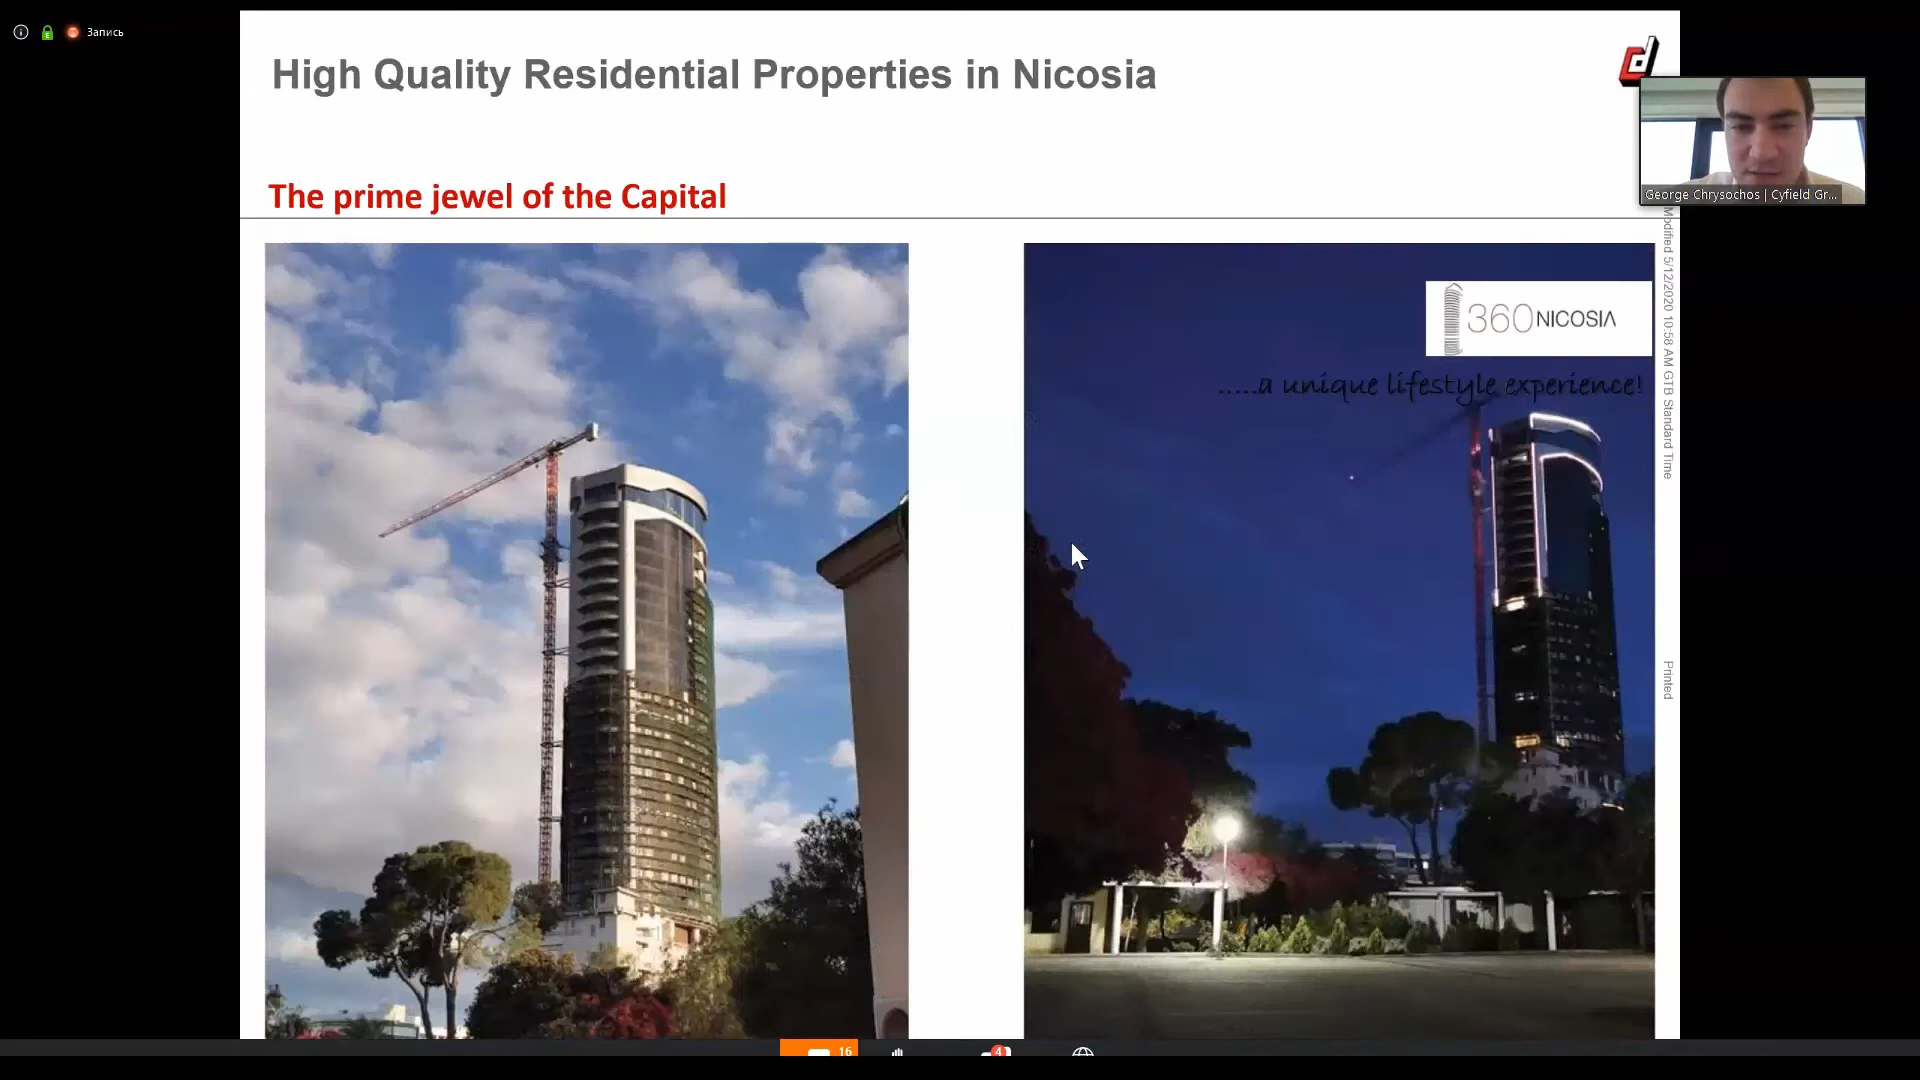 Запись
High Quality Residential Properties in Nicosia
George Chrysochos | Cyfield Gr...
The prime jewel of the Capital
360 NICOSIA
.....a unique lifestyle experience!
Modified 5/12/2020 10:58 AM GTB Standard Time
Printed
16
4